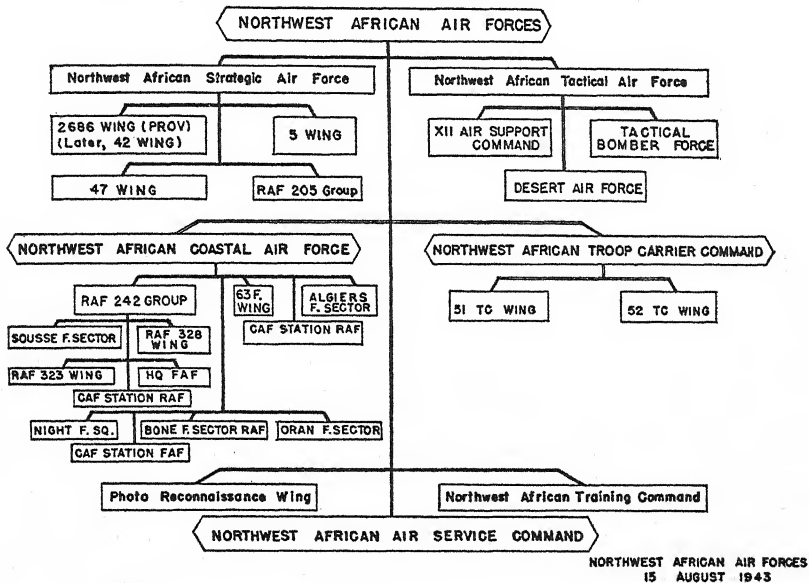 NORTHWEST AFRICAN AIR FORCES
Northwest African Strategic Air Force
Northwest African Tactical Air Force
2686 WING (PROV)
(Later, 42 WING)
5 WING
XII AIR SUPPORT
COMMAND
TACTICAL
BOMBER FORCE
47 WING
RAF 205 Group
DESERT AIR FORCE
NORTHWEST AFRICAN COASTAL AIR FORCE
NORTHWEST AFRICAN TROOP CARRIER COMMAND
RAF 242 GROUP
63 F.
WING
ALGIERS
F. SECTOR
CAF STATION RAF
51 TC WING
52 TC WING
SOUSSE F. SECTOR
RAF 328
WING
RAF 323 WING
HQ FAF
CAF STATION RAF
NIGHT F. SQ.
BONE F. SECTOR RAF
ORAN F. SECTOR
CAF STATION FAF
Photo Reconnaissance Wing
Northwest African Training Command
NORTHWEST AFRICAN AIR SERVICE COMMAND
NORTHWEST AFRICAN AIR FORCES
15 AUGUST 1943